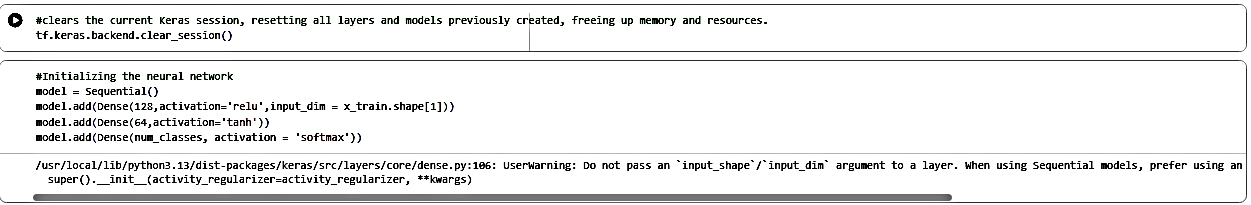 #clears the current Keras session, resetting all layers and models previously created, freeing up memory and resources.
tf.keras.backend.clear_session()
#Initializing the neural network
model = Sequential()
model.add(Dense(128,activation='relu',input_dim = x_train.shape[1]))
model.add(Dense(64,activation='tanh'))
model.add(Dense(num_classes, activation = 'softmax'))
/usr/local/lib/python3.13/dist-packages/keras/src/layers/core/dense.py:106: UserWarning: Do not pass an `input_shape`/`input_dim` argument to a layer. When using Sequential models, prefer using an
super().__init__(activity_regularizer=activity_regularizer, **kwargs)